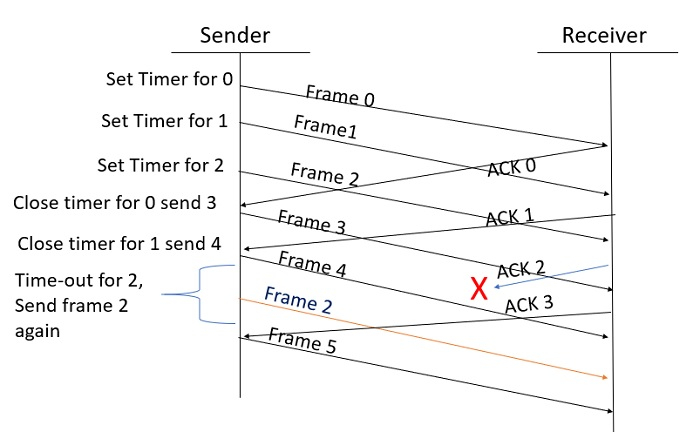 Sender
Receiver
Set Timer for 0
Frame 0
Set Timer for 1
Frame1
Set Timer for 2
Frame 2
ACK 0
Close timer for 0 send 3
Frame 3
ACK 1
Close timer for 1 send 4
Frame 4
ACK 2
X
Time-out for 2,
Send frame 2
again
Frame 2
ACK 3
Frame 5